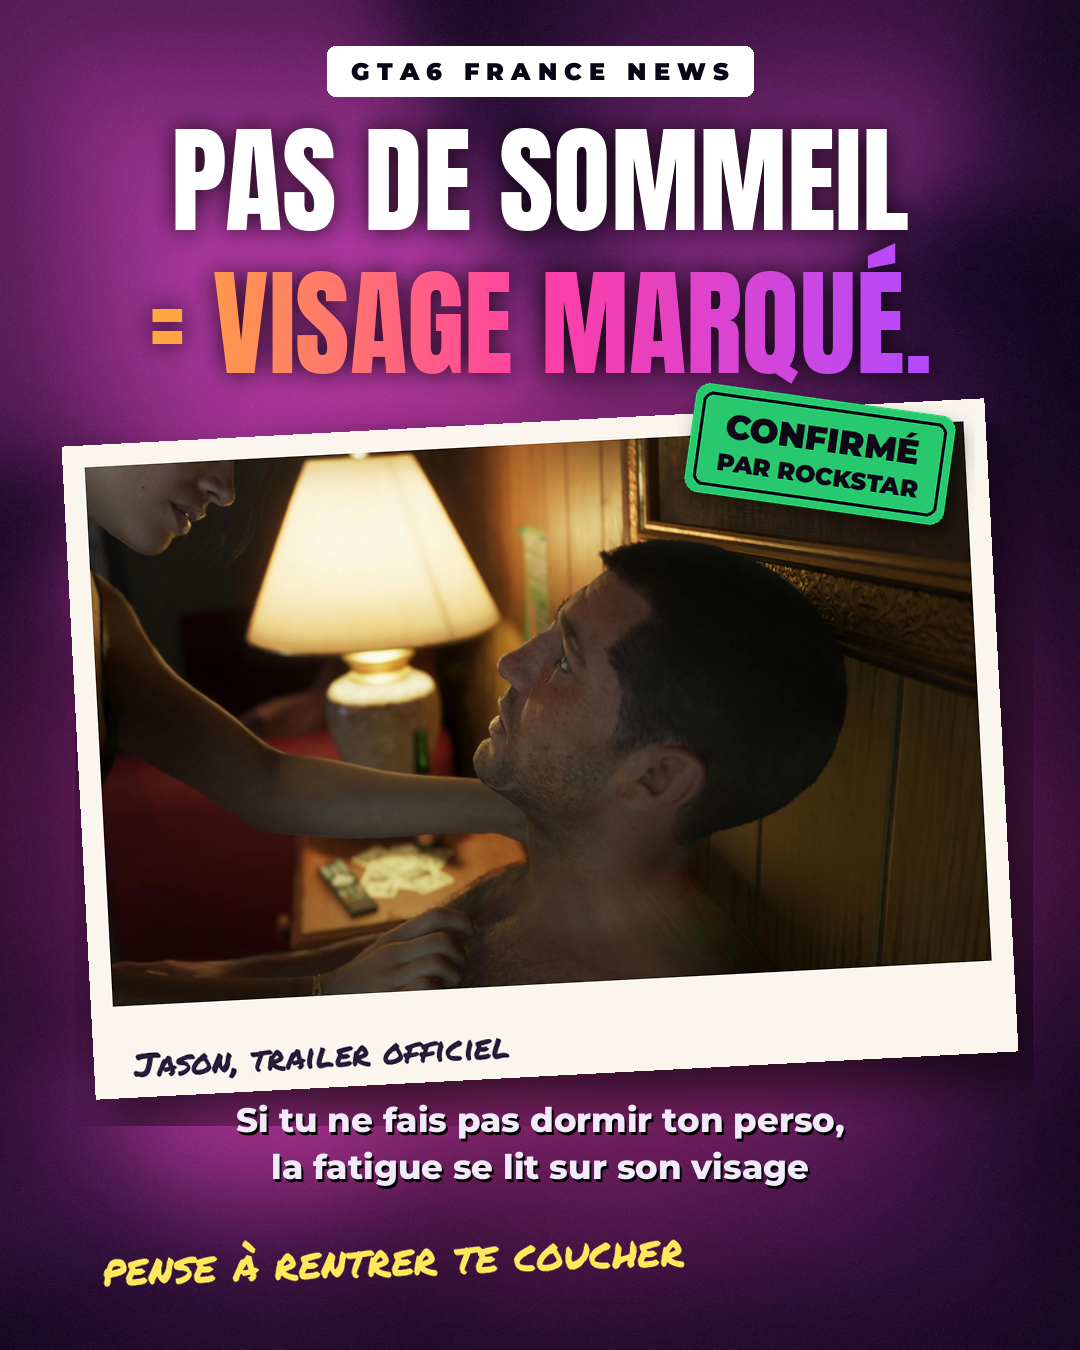 GTA6 FRANCE NEWS
PAS DE SOMMEIL
= VISAGE MARQUÉ.
CONFIRMÉ
PAR ROCKSTAR
JASON, TRAILER OFFICIEL
Si tu ne fais pas dormir ton perso,
la fatigue se lit sur son visage
PENSE À RENTRER TE COUCHER